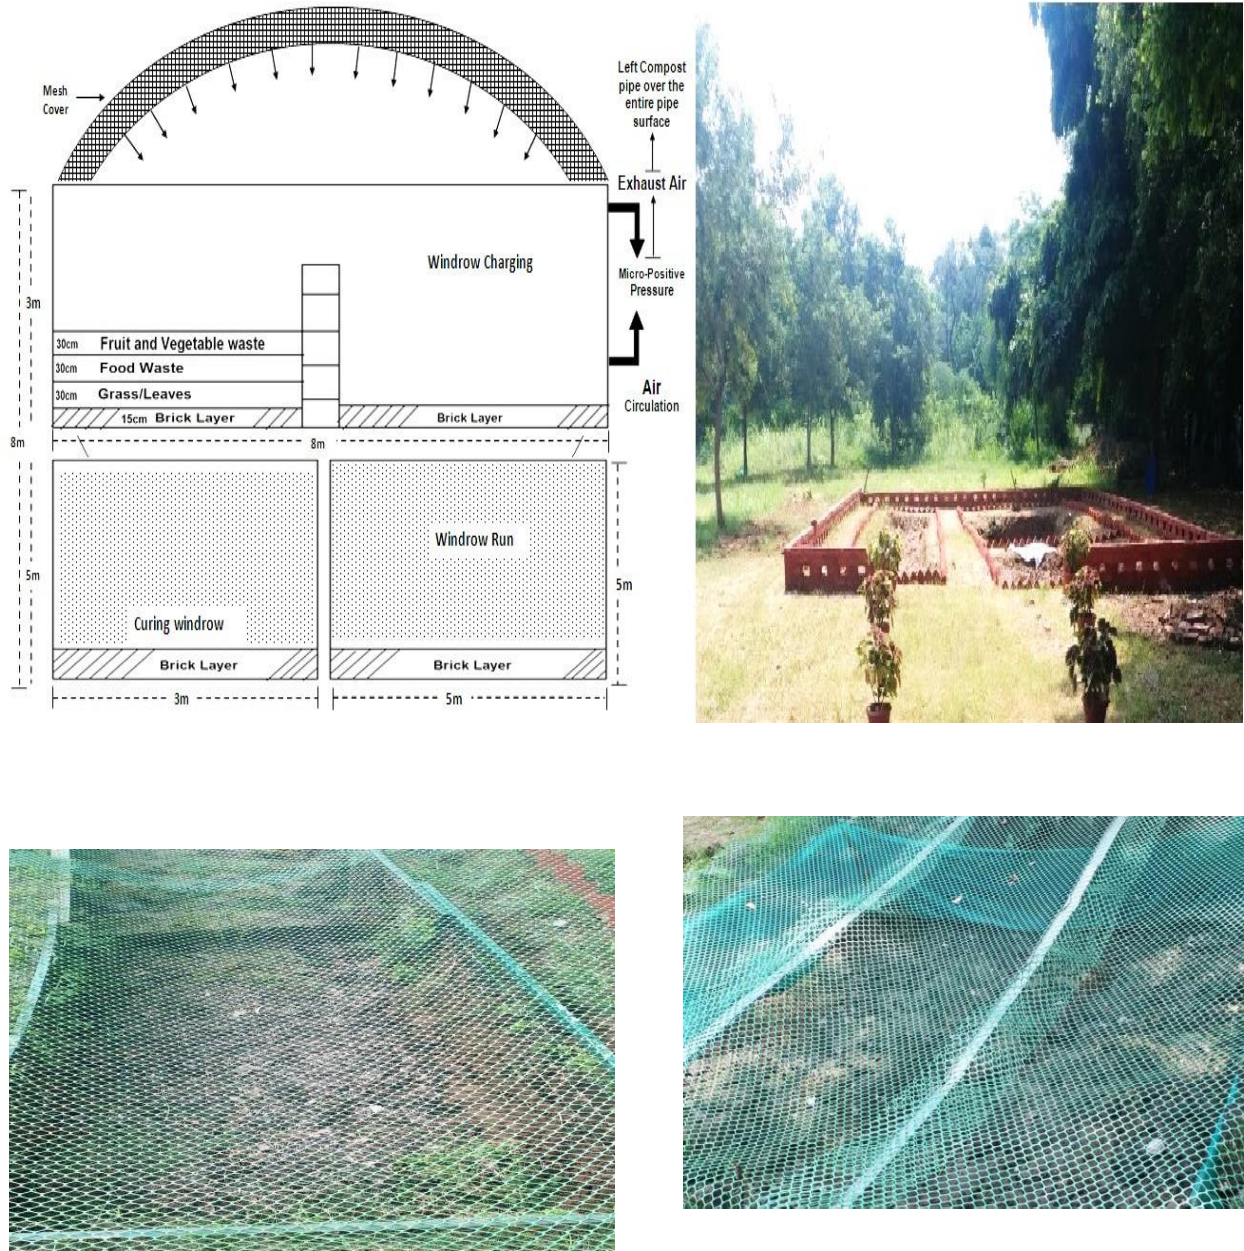 Mesh
Cover
Left Compost
pipe over the
entire pipe
surface
Exhaust Air
Windrow Charging
Micro-Positive
Pressure
3m
30cm Fruit and Vegetable waste
30cm Food Waste
30cm Grass/Leaves
15cm Brick Layer
Brick Layer
Air
Circulation
8m
8m
Windrow Run
5m
5m
Curing windrow
Brick Layer
Brick Layer
3m
5m